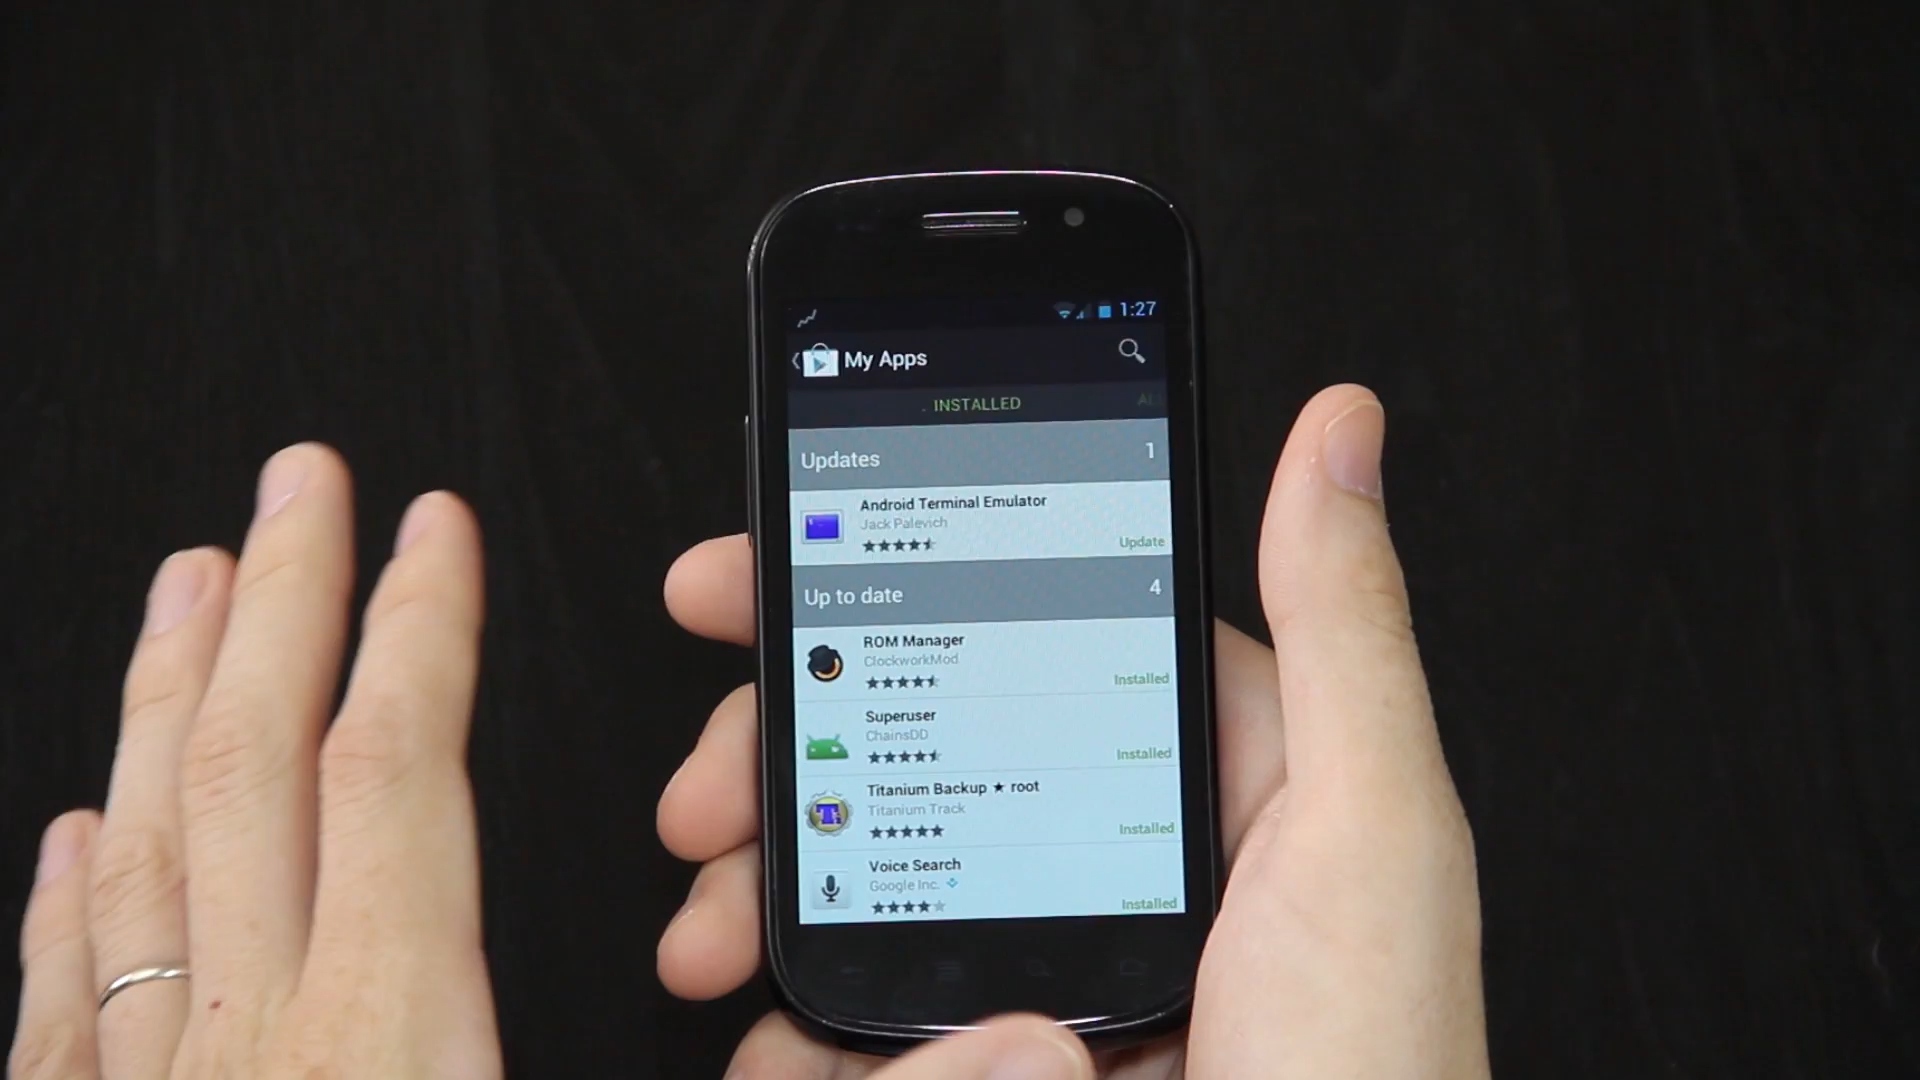 1:27
My Apps
INSTALLED
Updates 1
Android Terminal Emulator
Jack Palevich
Update
Up to date 4
ROM Manager
ClockworkMod
Installed
Superuser
ChainsDD
Installed
Titanium Backup ★ root
Titanium Track
Installed
Voice Search
Google Inc.
Installed